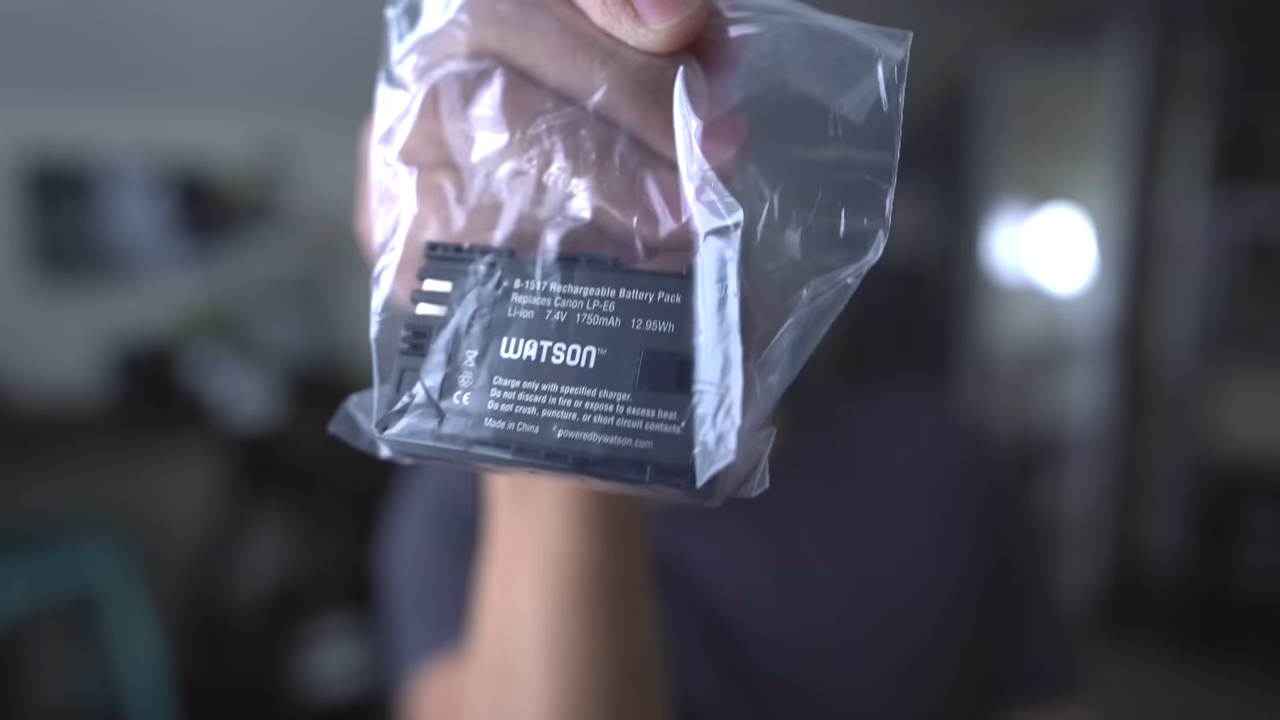 B-1517 Rechargeable Battery Pack
Replaces Canon LP-E6
Li-ion 7.4V 1750mAh 12.95Wh
WATSON™
CE
Charge only with specified charger.
Do not discard in fire or expose to excess heat.
Do not crush, puncture, or short circuit contacts.
Made in China poweredbywatson.com